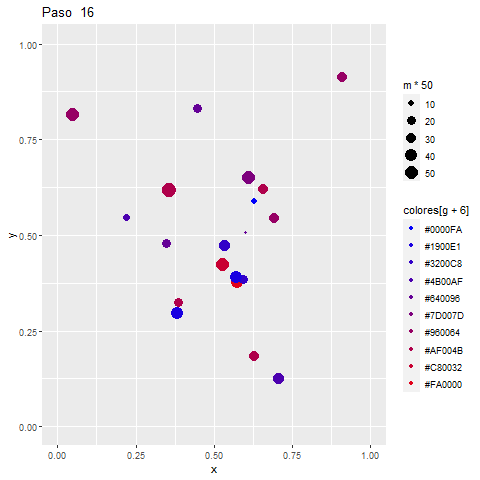 Paso 16
1.00
0.75
0.50
0.25
0.00
y
0.00 0.25 0.50 0.75 1.00
x
m * 50
10
20
30
40
50
colores[g + 6]
#0000FA
#1900E1
#3200C8
#4B00AF
#640096
#7D007D
#960064
#AF004B
#C80032
#FA0000